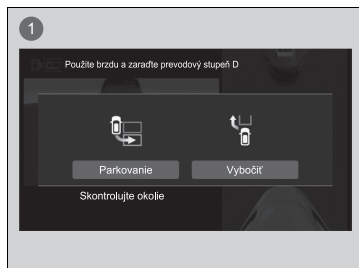 1
Použite brzdu a zaraďte prevodový stupeň D
Parkovanie
Vybočiť
Skontrolujte okolie